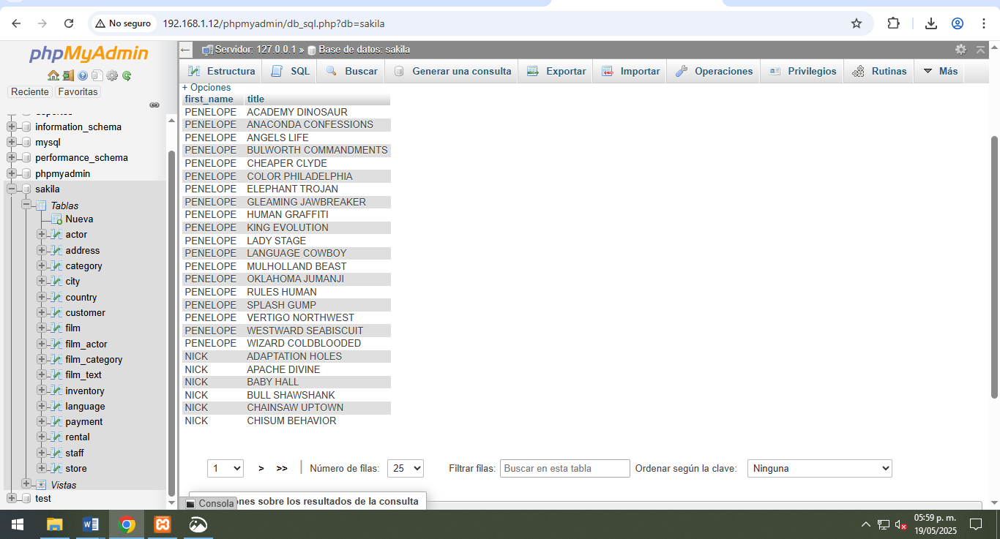 No seguro
192.168.1.12/phpmyadmin/db_sql.php?db=sakila
phpMyAdmin
Reciente Favoritas
information_schema
mysql
performance_schema
phpmyadmin
sakila
Tablas
Nueva
actor
address
category
city
country
customer
film
film_actor
film_category
film_text
inventory
language
payment
rental
staff
store
Vistas
test
Servidor: 127.0.0.1 » Base de datos: sakila
Estructura SQL Buscar Generar una consulta Exportar Importar Operaciones Privilegios Rutinas Más
+ Opciones
first_name title
PENELOPE ACADEMY DINOSAUR
PENELOPE ANACONDA CONFESSIONS
PENELOPE ANGELS LIFE
PENELOPE BULWORTH COMMANDMENTS
PENELOPE CHEAPER CLYDE
PENELOPE COLOR PHILADELPHIA
PENELOPE ELEPHANT TROJAN
PENELOPE GLEAMING JAWBREAKER
PENELOPE HUMAN GRAFFITI
PENELOPE KING EVOLUTION
PENELOPE LADY STAGE
PENELOPE LANGUAGE COWBOY
PENELOPE MULHOLLAND BEAST
PENELOPE OKLAHOMA JUMANJI
PENELOPE RULES HUMAN
PENELOPE SPLASH GUMP
PENELOPE VERTIGO NORTHWEST
PENELOPE WESTWARD SEABISCUIT
PENELOPE WIZARD COLDBLOODED
NICK ADAPTATION HOLES
NICK APACHE DIVINE
NICK BABY HALL
NICK BULL SHAWSHANK
NICK CHAINSAW UPTOWN
NICK CHISUM BEHAVIOR
1 > >> Número de filas: 25 Filtrar filas: Buscar en esta tabla Ordenar según la clave: Ninguna
sobre los resultados de la consulta
Consola
05:59 p. m.
19/05/2025